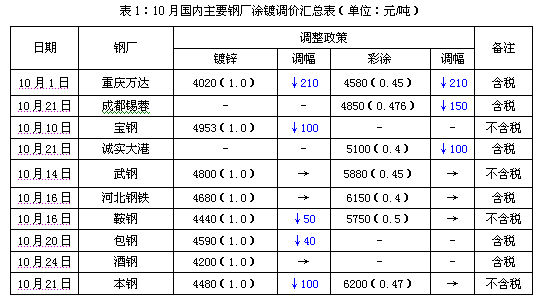 表1：10月国内主要钢厂涂镀调价汇总表（单位：元/吨）
日期 钢厂 调整政策 备注
镀锌 调幅 彩涂 调幅
10月1日 重庆万达 4020（1.0） ↓210 4580（0.45） ↓210 含税
10月21日 成都锡蓉 - - 4850（0.476） ↓150 含税
10月10日 宝钢 4953（1.0） ↓100 - - 不含税
10月21日 诚实大港 - - 5100（0.4） ↓100 含税
10月14日 武钢 4800（1.0） → 5880（0.45） → 不含税
10月16日 河北钢铁 4680（1.0） → 6150（0.4） → 含税
10月16日 鞍钢 4440（1.0） ↓50 5750（0.5） → 不含税
10月20日 包钢 4590（1.0） ↓40 - - 含税
10月24日 酒钢 4200（1.0） → - - 含税
10月21日 本钢 4480（1.0） ↓100 6200（0.47） → 不含税